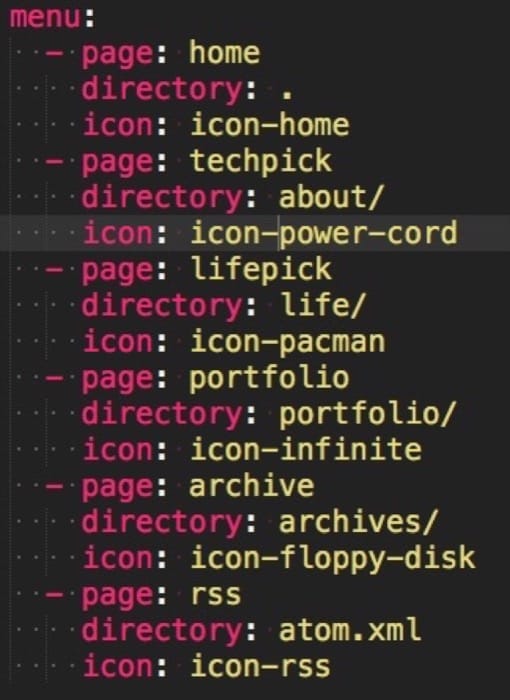 menu:
  - page: home
    directory: .
    icon: icon-home
  - page: techpick
    directory: about/
    icon: icon-power-cord
  - page: lifepick
    directory: life/
    icon: icon-pacman
  - page: portfolio
    directory: portfolio/
    icon: icon-infinite
  - page: archive
    directory: archives/
    icon: icon-floppy-disk
  - page: rss
    directory: atom.xml
    icon: icon-rss